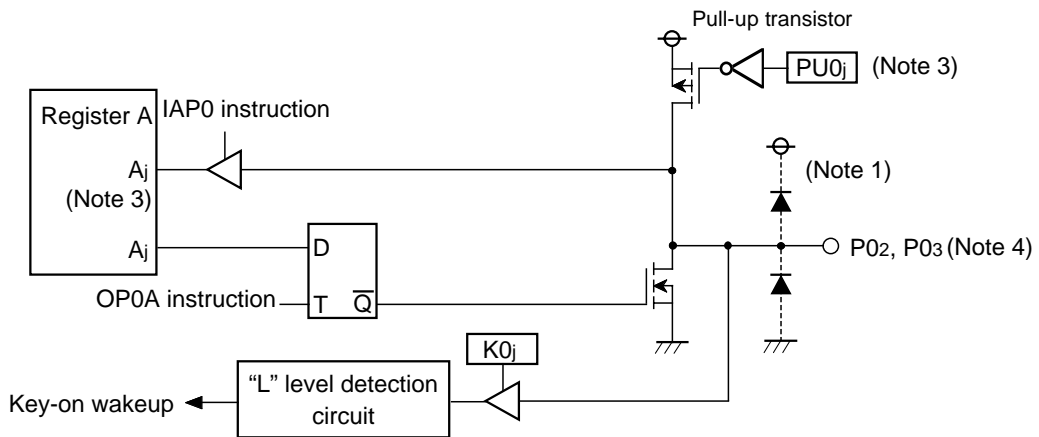 Pull-up transistor
PU0j (Note 3)
Register A
IAP0 instruction
Aj
(Note 3)
(Note 1)
Aj
D
P02, P03 (Note 4)
OP0A instruction
T Q̅
K0j
"L" level detection
circuit
Key-on wakeup